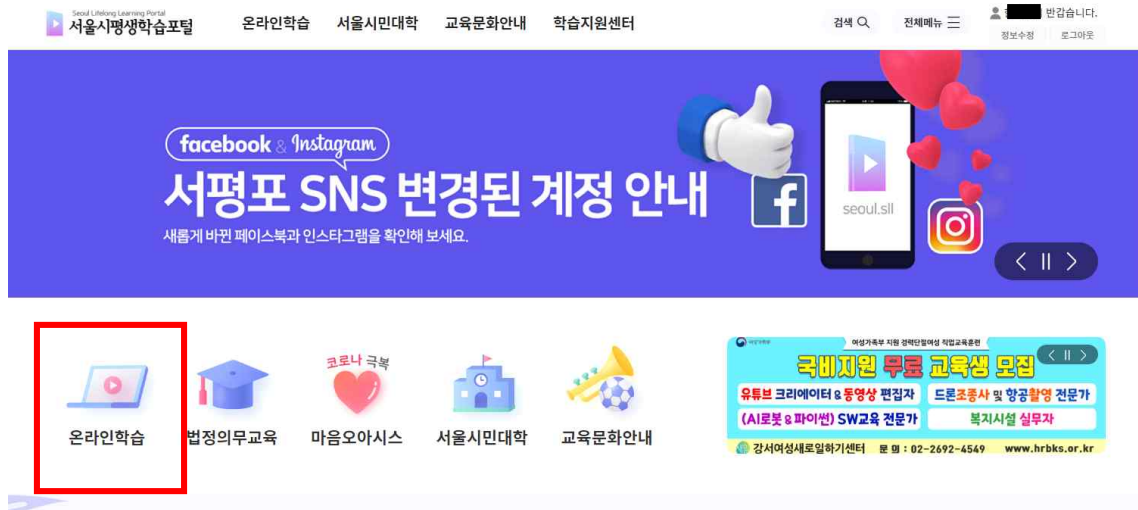 Seoul Lifelong Learning Portal
서울시평생학습포털
온라인학습 서울시민대학 교육문화안내 학습지원센터
검색 전체메뉴
반갑습니다.
정보수정 로그아웃
facebook & Instagram
서평포 SNS 변경된 계정 안내
새롭게 바뀐 페이스북과 인스타그램을 확인해 보세요.
seoul.sll
코로나 극복
온라인학습 법정의무교육 마음오아시스 서울시민대학 교육문화안내
여성가족부
여성가족부 지원 경력단절여성 직업교육훈련
국비지원 무료 교육생 모집
유튜브 크리에이터 & 동영상 편집자
드론조종사 및 항공촬영 전문가
(AI로봇 & 파이썬) SW교육 전문가
복지시설 실무자
강서여성새로일하기센터 문의 : 02-2692-4549 www.hrbks.or.kr